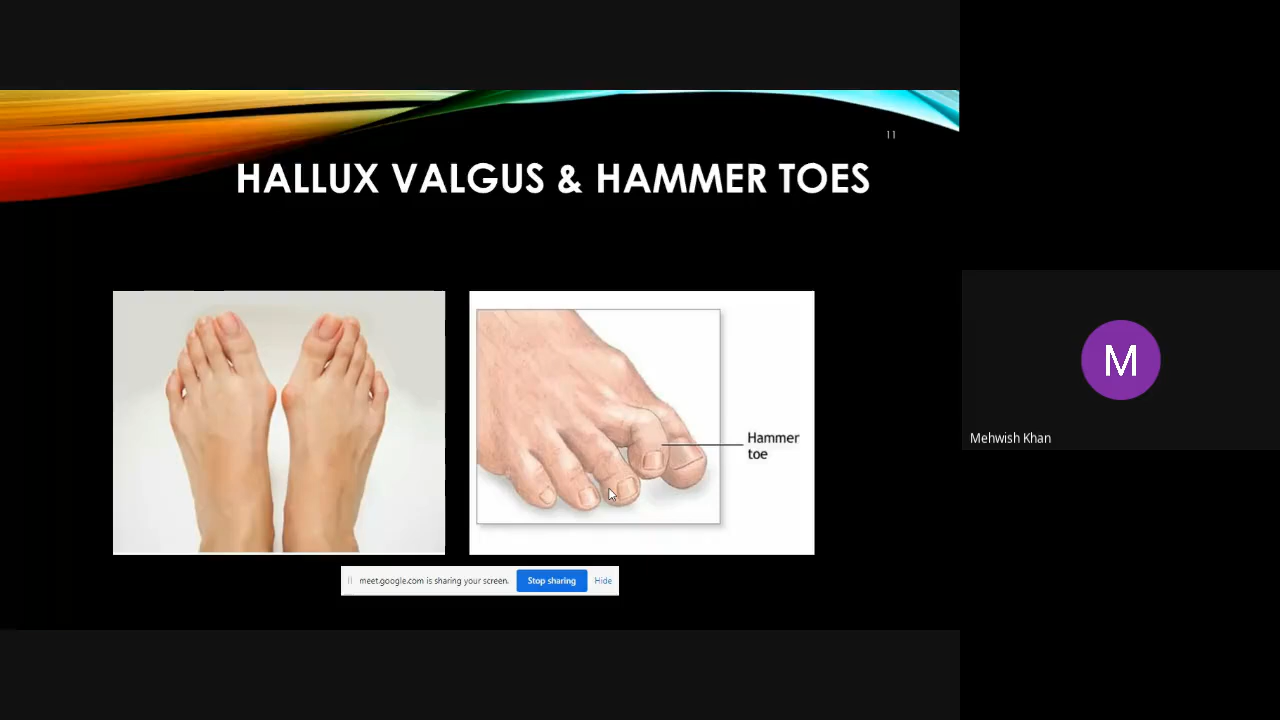 11
HALLUX VALGUS & HAMMER TOES
Hammer
toe
meet.google.com is sharing your screen.
Stop sharing
Hide
M
Mehwish Khan